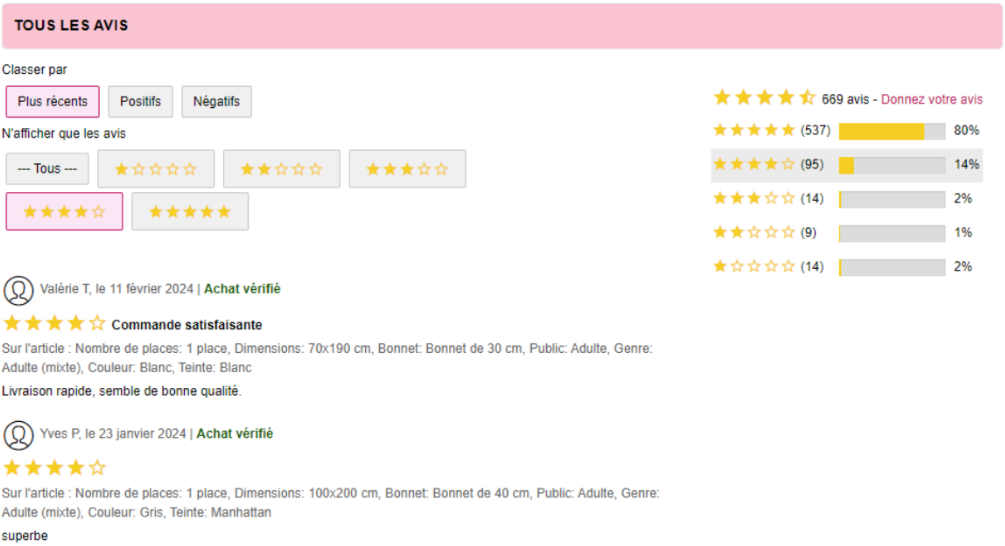 TOUS LES AVIS
Classer par
Plus récents
Positifs
Négatifs
N'afficher que les avis
--- Tous ---
669 avis - Donnez votre avis
(537) 80%
(95) 14%
(14) 2%
(9) 1%
(14) 2%
Valérie T, le 11 février 2024 | Achat vérifié
Commande satisfaisante
Sur l'article : Nombre de places: 1 place, Dimensions: 70x190 cm, Bonnet: Bonnet de 30 cm, Public: Adulte, Genre:
Adulte (mixte), Couleur: Blanc, Teinte: Blanc
Livraison rapide, semble de bonne qualité.
Yves P, le 23 janvier 2024 | Achat vérifié
Sur l'article : Nombre de places: 1 place, Dimensions: 100x200 cm, Bonnet: Bonnet de 40 cm, Public: Adulte, Genre:
Adulte (mixte), Couleur: Gris, Teinte: Manhattan
superbe